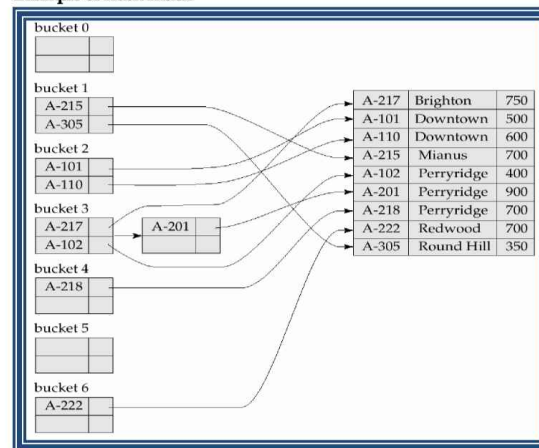 bucket 0
bucket 1
A-215
A-305
bucket 2
A-101
A-110
bucket 3
A-217
A-102
A-201
bucket 4
A-218
bucket 5
bucket 6
A-222
A-217 Brighton 750
A-101 Downtown 500
A-110 Downtown 600
A-215 Mianus 700
A-102 Perryridge 400
A-201 Perryridge 900
A-218 Perryridge 700
A-222 Redwood 700
A-305 Round Hill 350